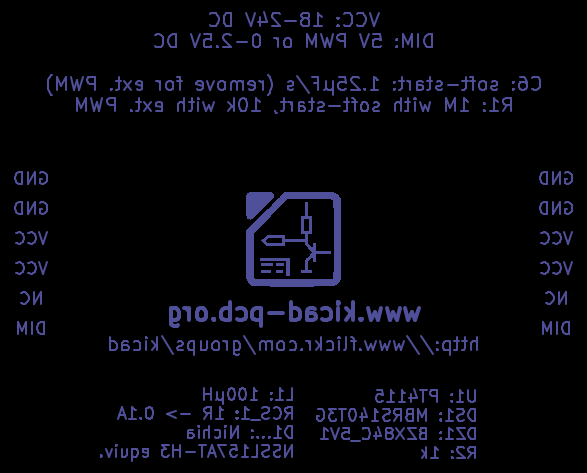 VCC: 18-24V DC
DIM: 5V PWM or 0-2.5V DC
C6: soft-start: 1.25µF/s (remove for ext. PWM)
R1: 1M with soft-start, 10k with ext. PWM
GND
GND
VCC
VCC
NC
DIM
GND
GND
VCC
VCC
NC
DIM
www.kicad-pcb.org
http://www.flickr.com/groups/kicad
U1: PT4115
DS1: MBRS140T3G
DZ1: BZX84C_5V1
R2: 1k
L1: 100µH
RCS_1: 1R -> 0.1A
D1...: Nichia
NSSL157AT-H3 equiv.